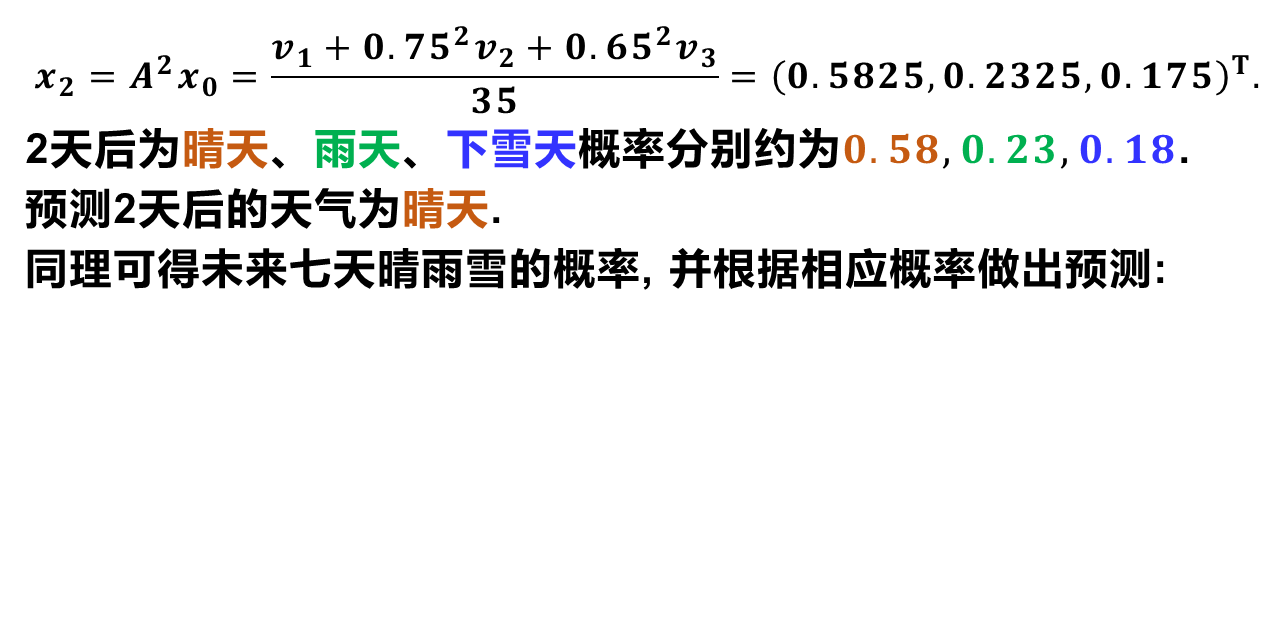 x₂ = A²x₀ = (v₁ + 0.75²v₂ + 0.65²v₃)/35 = (0.5825, 0.2325, 0.175)ᵀ.
2天后为晴天、雨天、下雪天概率分别约为0.58, 0.23, 0.18.
预测2天后的天气为晴天.
同理可得未来七天晴雨雪的概率, 并根据相应概率做出预测: